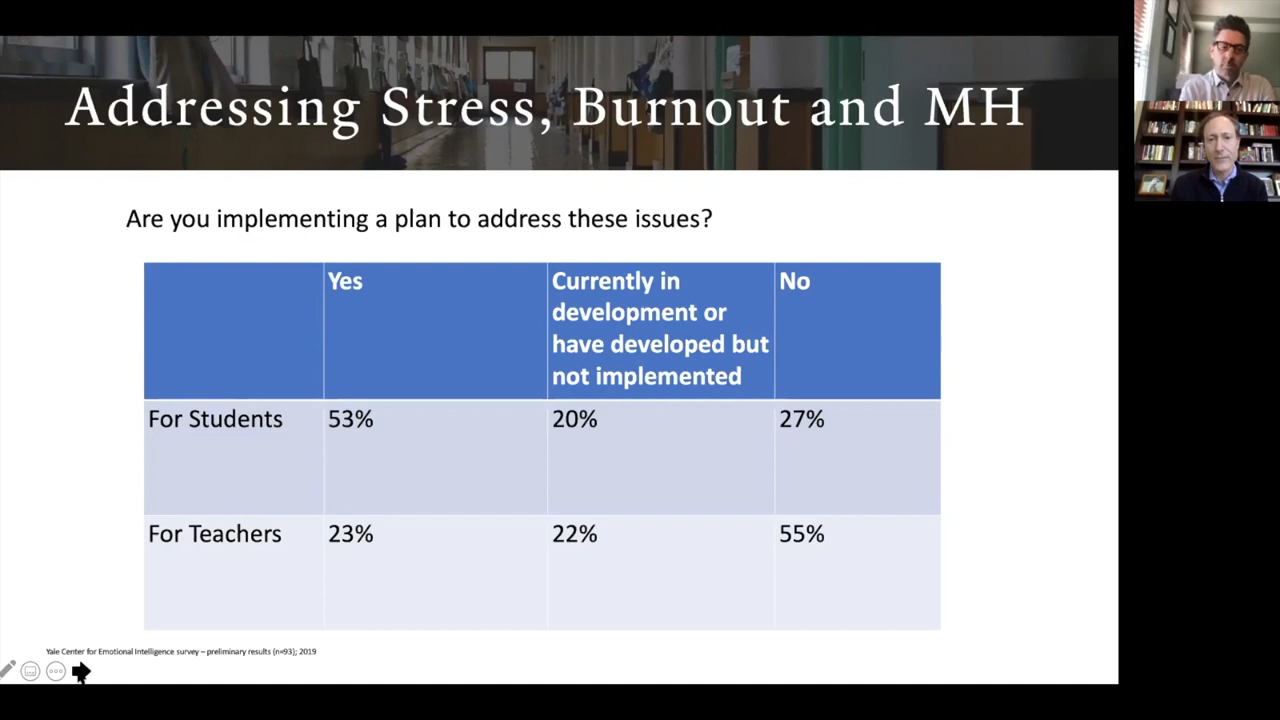 Addressing Stress, Burnout and MH
Are you implementing a plan to address these issues?
Yes
Currently in
development or
have developed but
not implemented
No
For Students
53%
20%
27%
For Teachers
23%
22%
55%
Yale Center for Emotional Intelligence survey – preliminary results (n=93); 2019